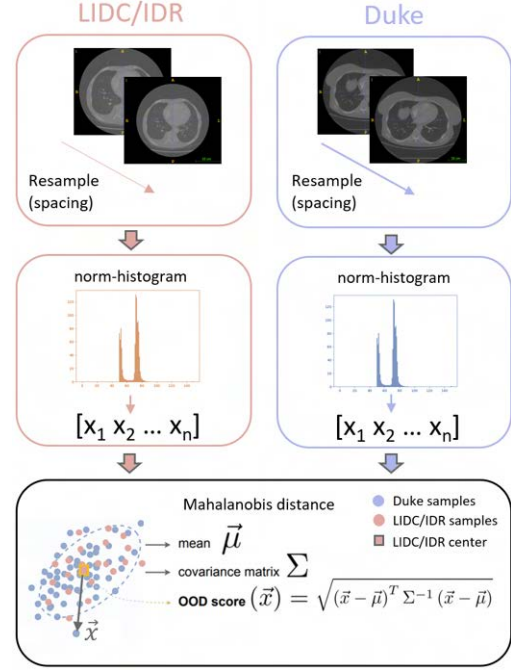 LIDC/IDR
Duke
Resample
(spacing)
Resample
(spacing)
norm-histogram
norm-histogram
[x₁ x₂ ... xₙ]
[x₁ x₂ ... xₙ]
Mahalanobis distance
mean μ⃗
covariance matrix Σ
OOD score (x⃗) = √((x⃗ − μ⃗)ᵀ Σ⁻¹ (x⃗ − μ⃗))
Duke samples
LIDC/IDR samples
LIDC/IDR center
x⃗